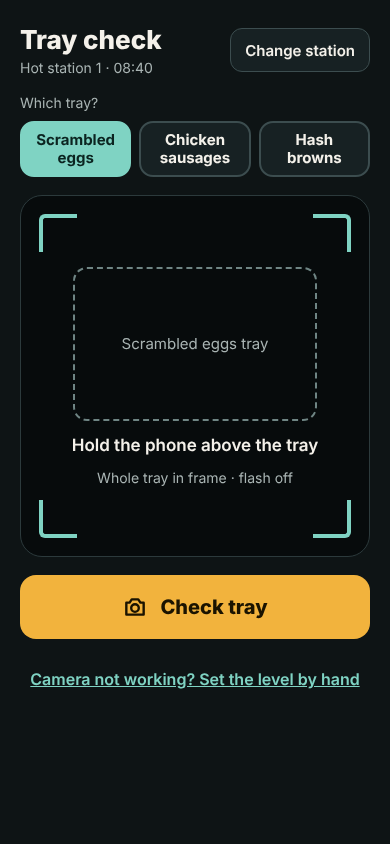 Tray check
Change station
Hot station 1 · 08:40
Which tray?
Scrambled
eggs
Chicken
sausages
Hash
browns
Scrambled eggs tray
Hold the phone above the tray
Whole tray in frame · flash off
Check tray
Camera not working? Set the level by hand